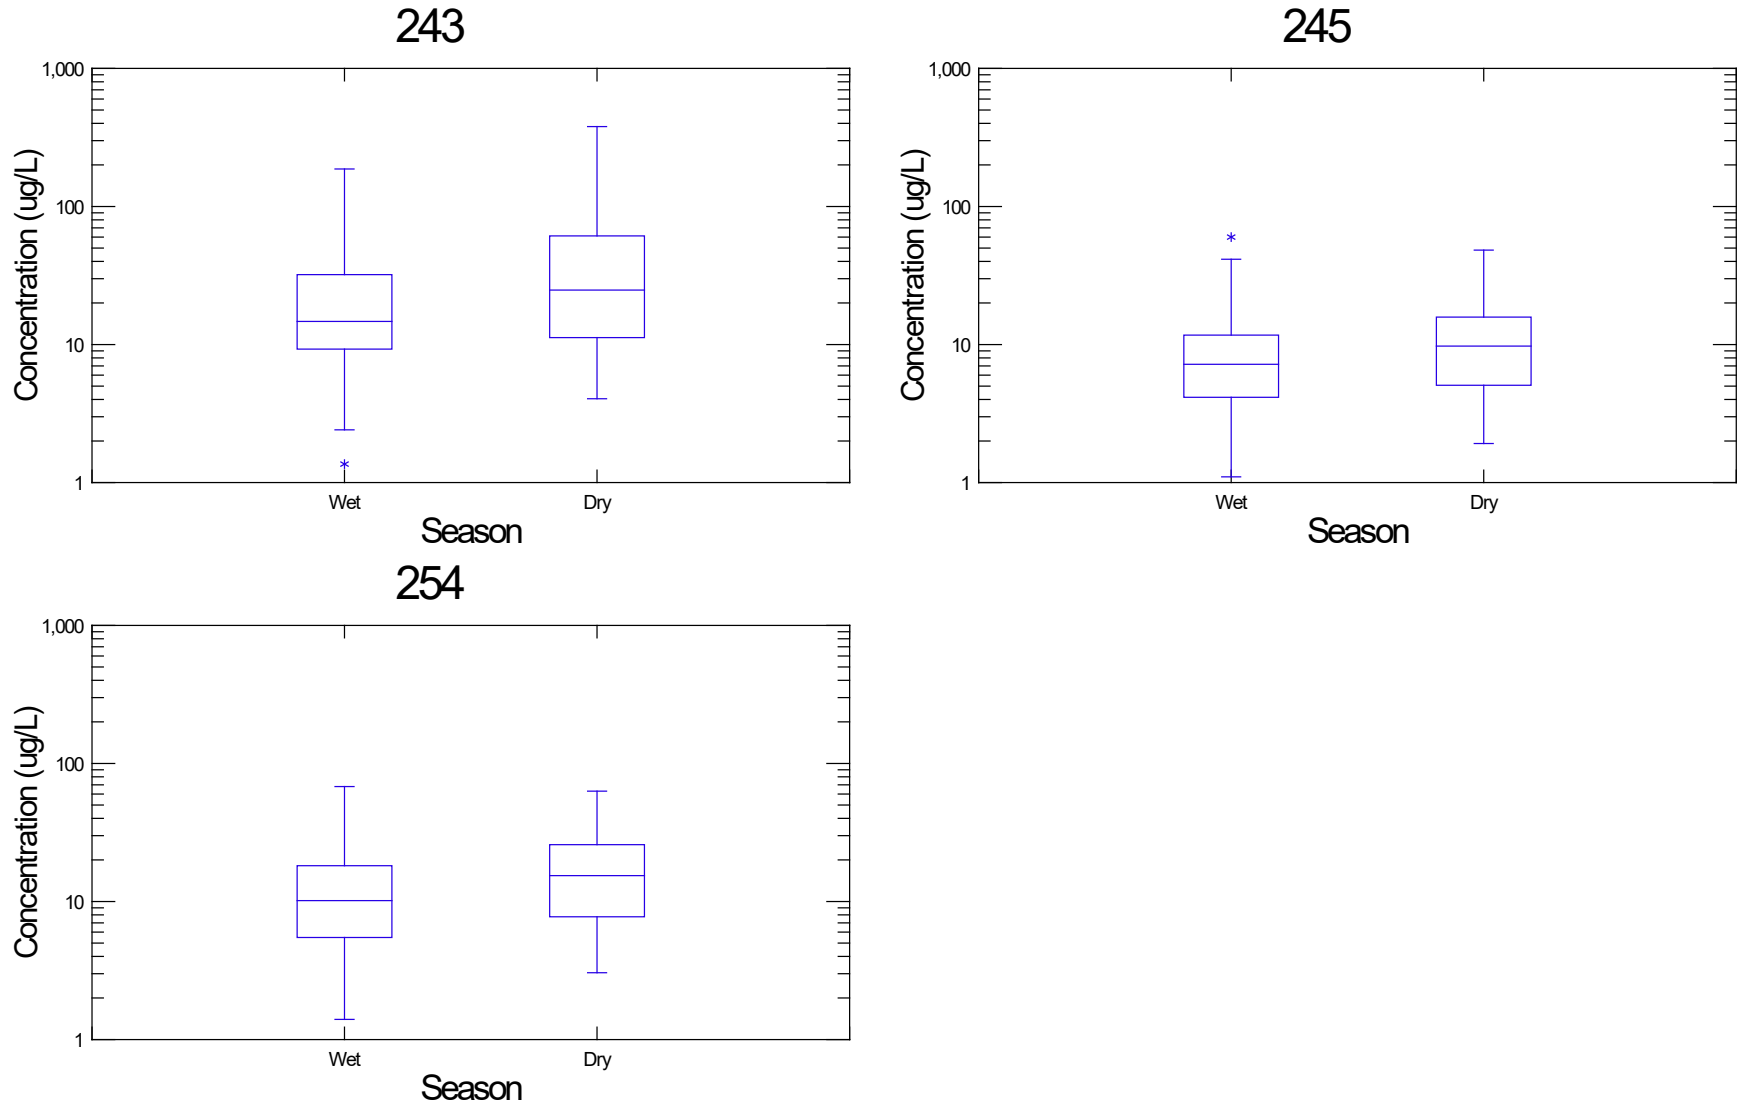 243
1,000
100
10
1
Concentration (ug/L)
Wet
Dry
Season
245
1,000
100
10
1
Concentration (ug/L)
Wet
Dry
Season
254
1,000
100
10
1
Concentration (ug/L)
Wet
Dry
Season